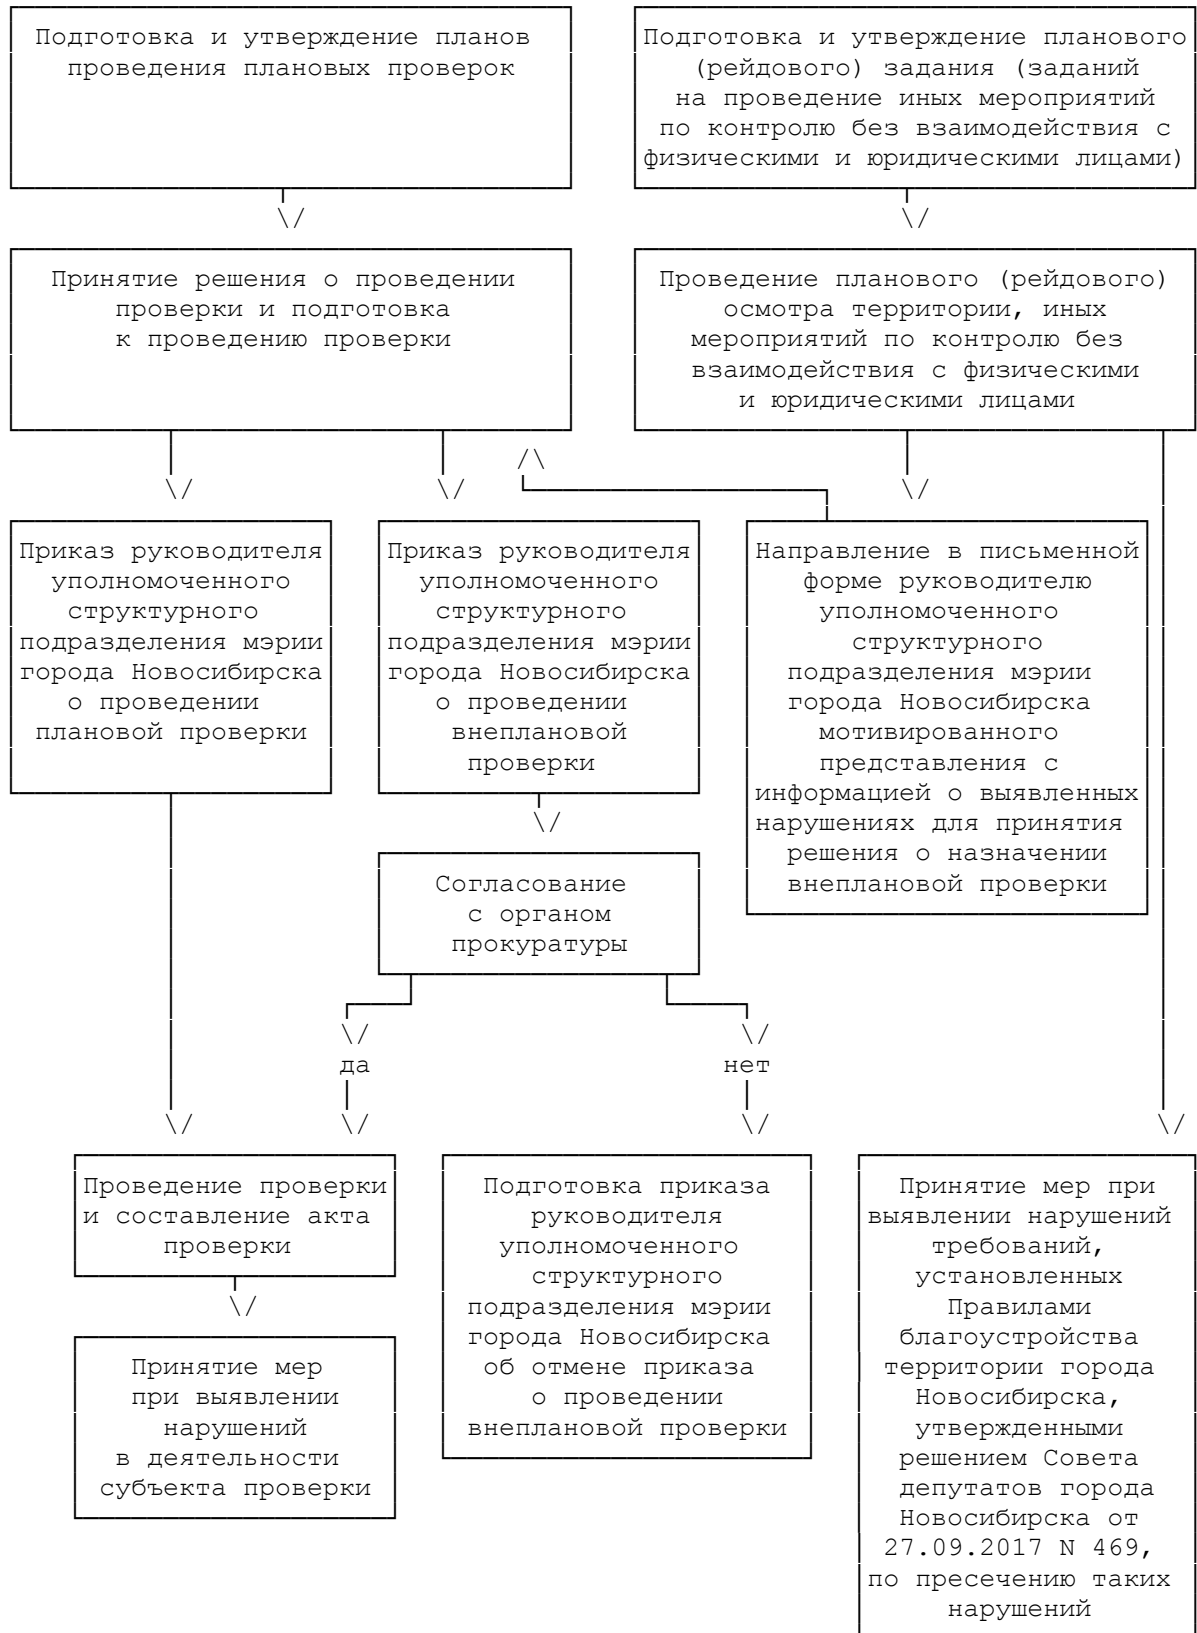 Подготовка и утверждение планов
проведения плановых проверок
Подготовка и утверждение планового
(рейдового) задания (заданий
на проведение иных мероприятий
по контролю без взаимодействия с
физическими и юридическими лицами)
Принятие решения о проведении
проверки и подготовка
к проведению проверки
Проведение планового (рейдового)
осмотра территории, иных
мероприятий по контролю без
взаимодействия с физическими
и юридическими лицами
Приказ руководителя
уполномоченного
структурного
подразделения мэрии
города Новосибирска
о проведении
плановой проверки
Приказ руководителя
уполномоченного
структурного
подразделения мэрии
города Новосибирска
о проведении
внеплановой
проверки
Направление в письменной
форме руководителю
уполномоченного
структурного
подразделения мэрии
города Новосибирска
мотивированного
представления с
информацией о выявленных
нарушениях для принятия
решения о назначении
внеплановой проверки
Согласование
с органом
прокуратуры
да
нет
Проведение проверки
и составление акта
проверки
Подготовка приказа
руководителя
уполномоченного
структурного
подразделения мэрии
города Новосибирска
об отмене приказа
о проведении
внеплановой проверки
Принятие мер при
выявлении нарушений
требований,
установленных
Правилами
благоустройства
территории города
Новосибирска,
утвержденными
решением Совета
депутатов города
Новосибирска от
27.09.2017 N 469,
по пресечению таких
нарушений
Принятие мер
при выявлении
нарушений
в деятельности
субъекта проверки